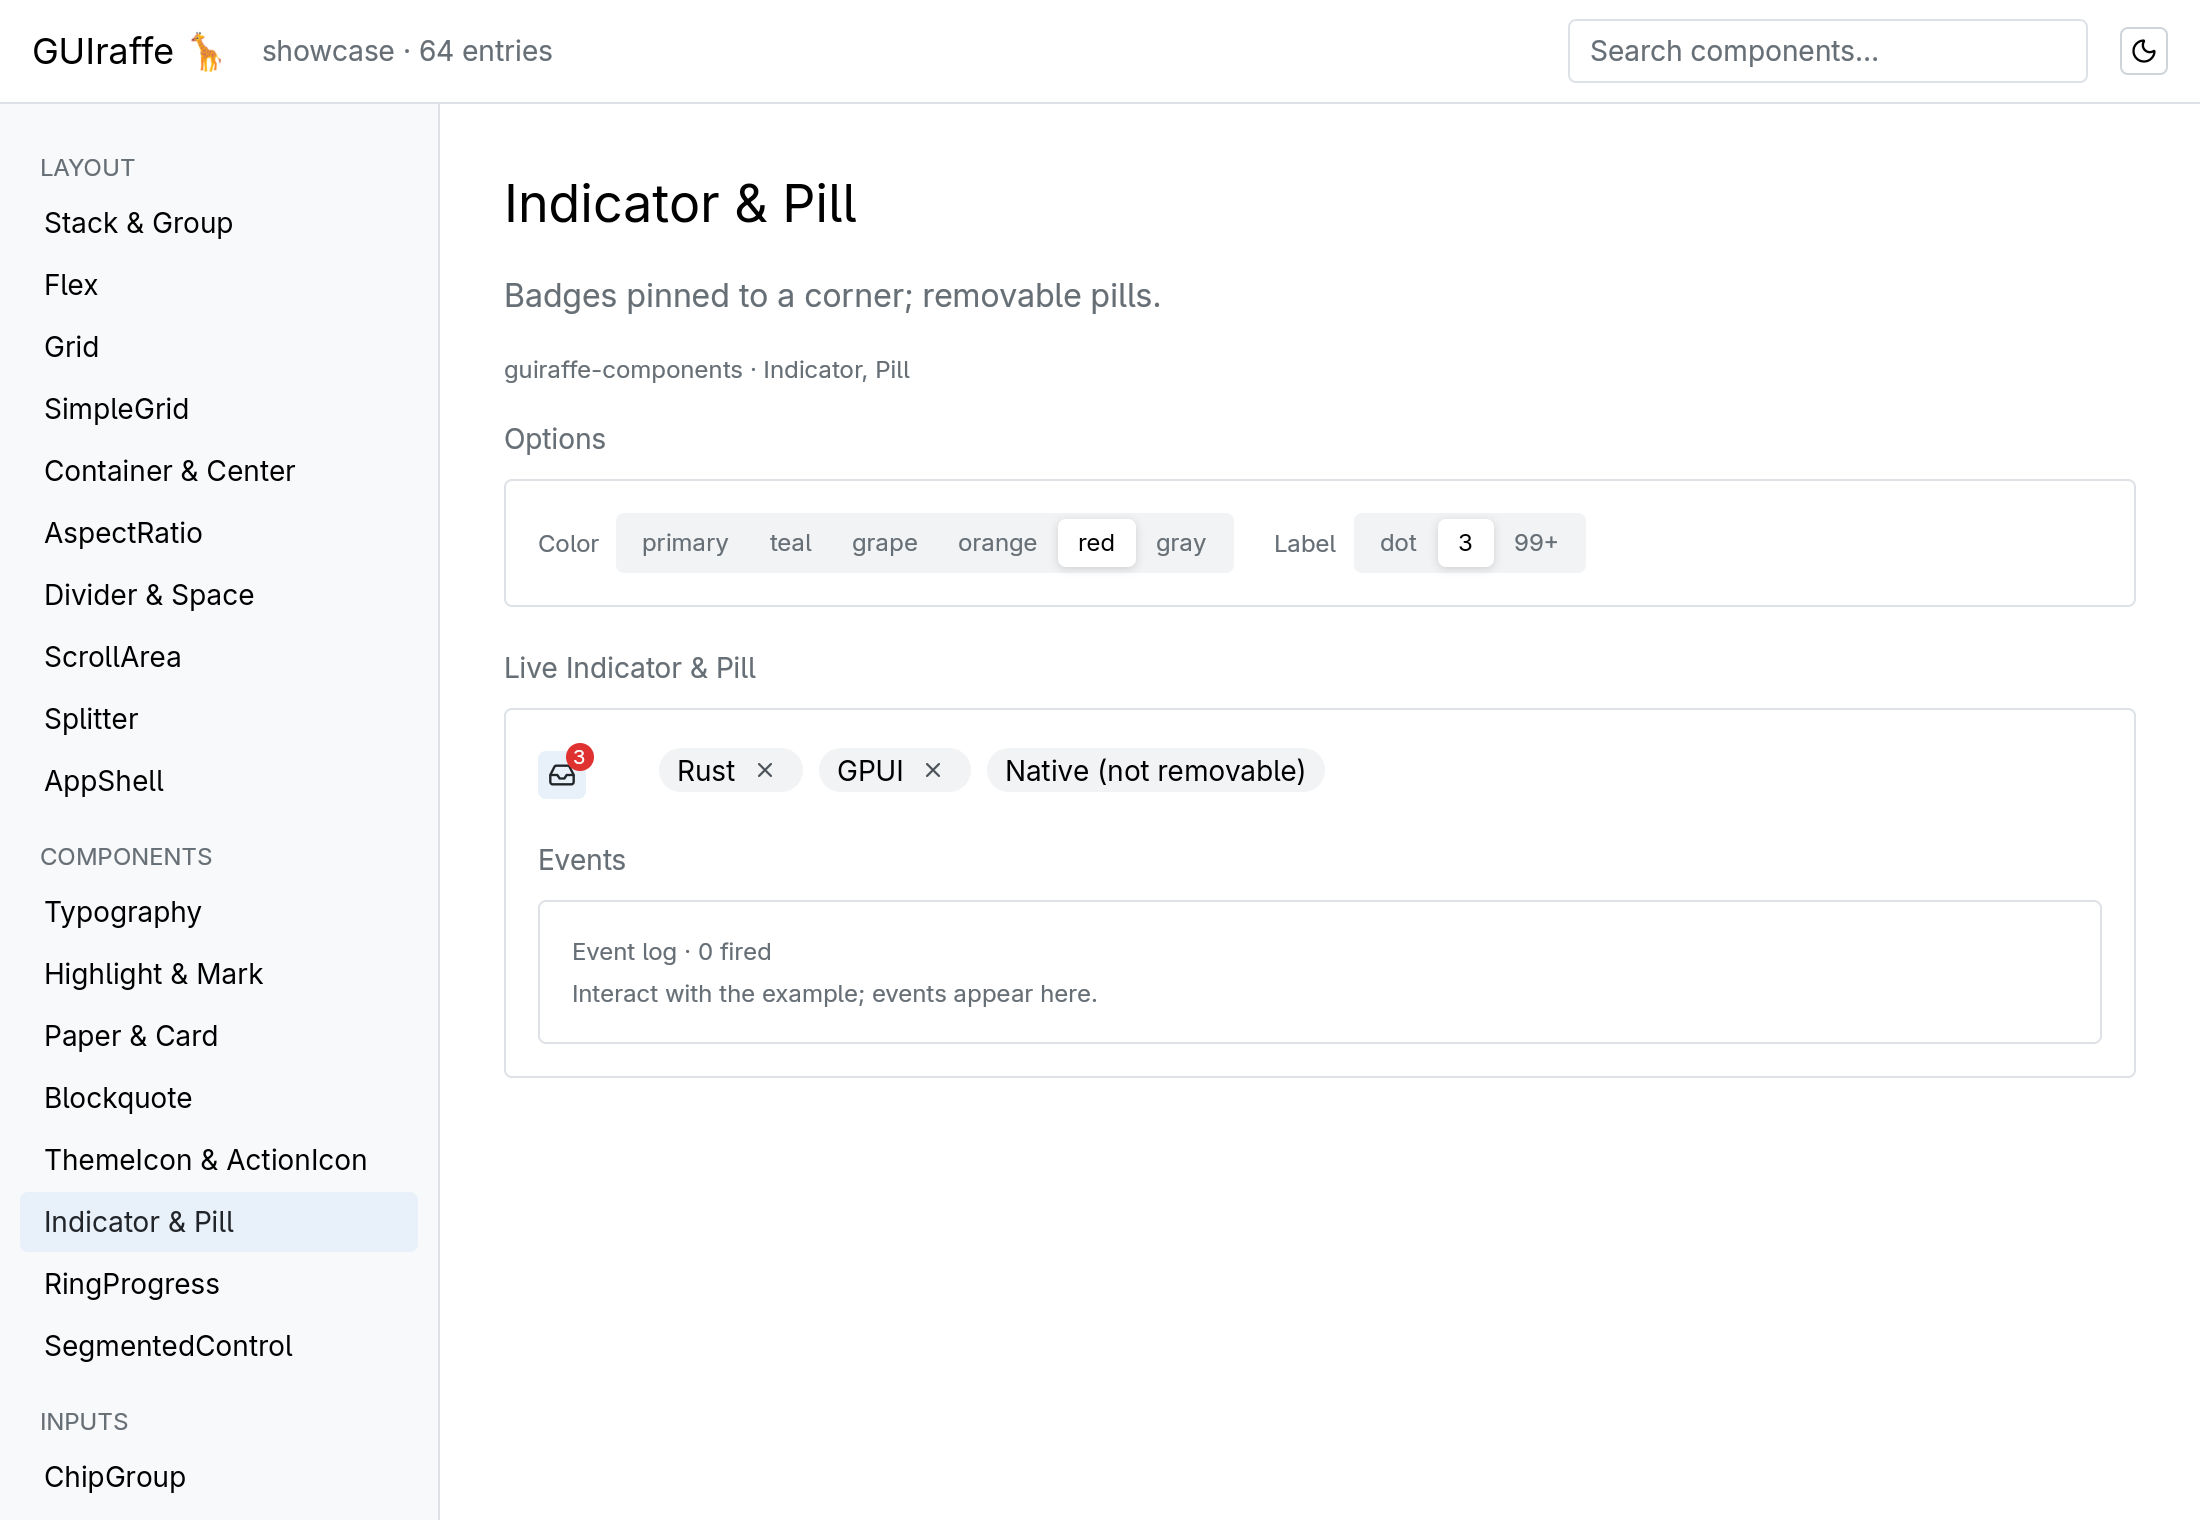 GUIraffe 🦒 showcase · 64 entries Search components...
LAYOUT
Stack & Group
Flex
Grid
SimpleGrid
Container & Center
AspectRatio
Divider & Space
ScrollArea
Splitter
AppShell
COMPONENTS
Typography
Highlight & Mark
Paper & Card
Blockquote
ThemeIcon & ActionIcon
Indicator & Pill
RingProgress
SegmentedControl
INPUTS
ChipGroup
Indicator & Pill
Badges pinned to a corner; removable pills.
guiraffe-components · Indicator, Pill
Options
Color primary teal grape orange red gray Label dot 3 99+
Live Indicator & Pill
3 Rust GPUI Native (not removable)
Events
Event log · 0 fired
Interact with the example; events appear here.